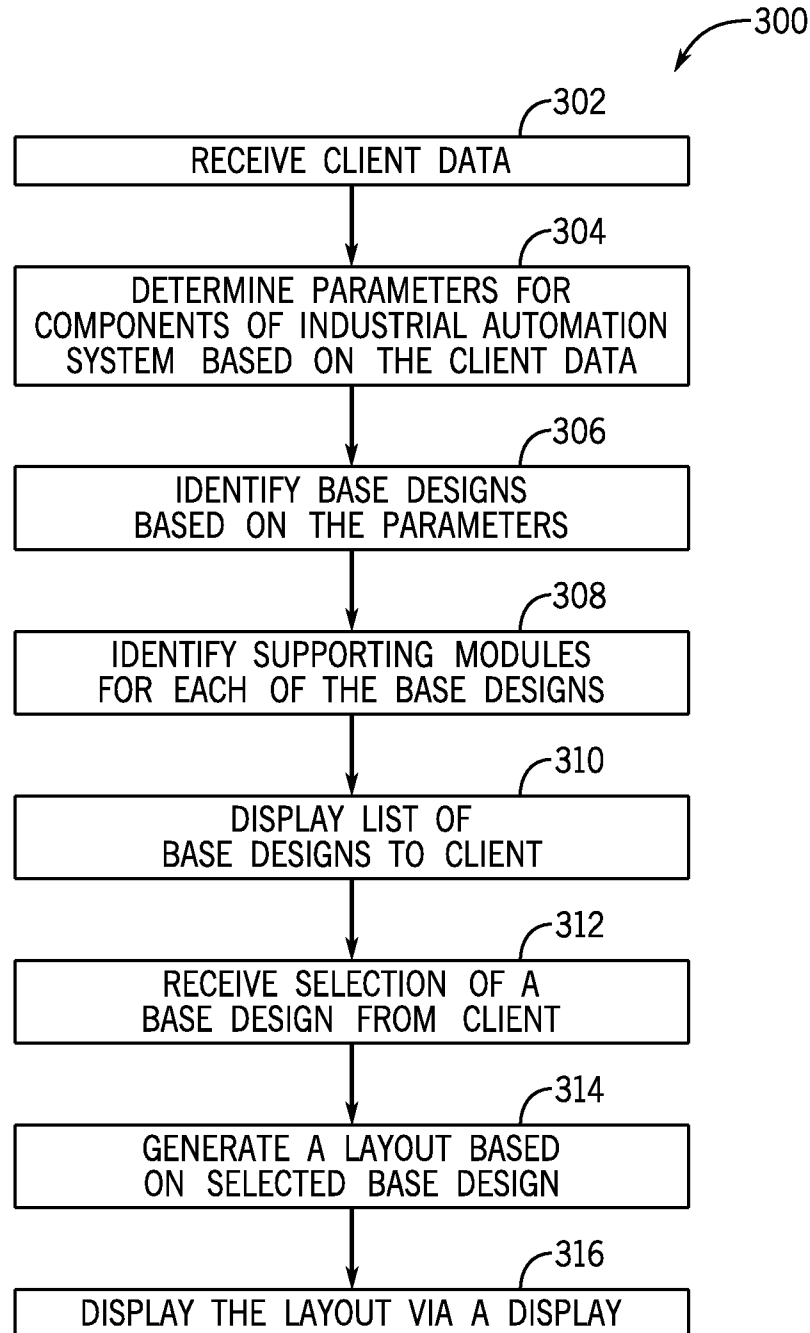 300
302
RECEIVE CLIENT DATA
304
DETERMINE PARAMETERS FOR
COMPONENTS OF INDUSTRIAL AUTOMATION
SYSTEM BASED ON THE CLIENT DATA
306
IDENTIFY BASE DESIGNS
BASED ON THE PARAMETERS
308
IDENTIFY SUPPORTING MODULES
FOR EACH OF THE BASE DESIGNS
310
DISPLAY LIST OF
BASE DESIGNS TO CLIENT
312
RECEIVE SELECTION OF A
BASE DESIGN FROM CLIENT
314
GENERATE A LAYOUT BASED
ON SELECTED BASE DESIGN
316
DISPLAY THE LAYOUT VIA A DISPLAY